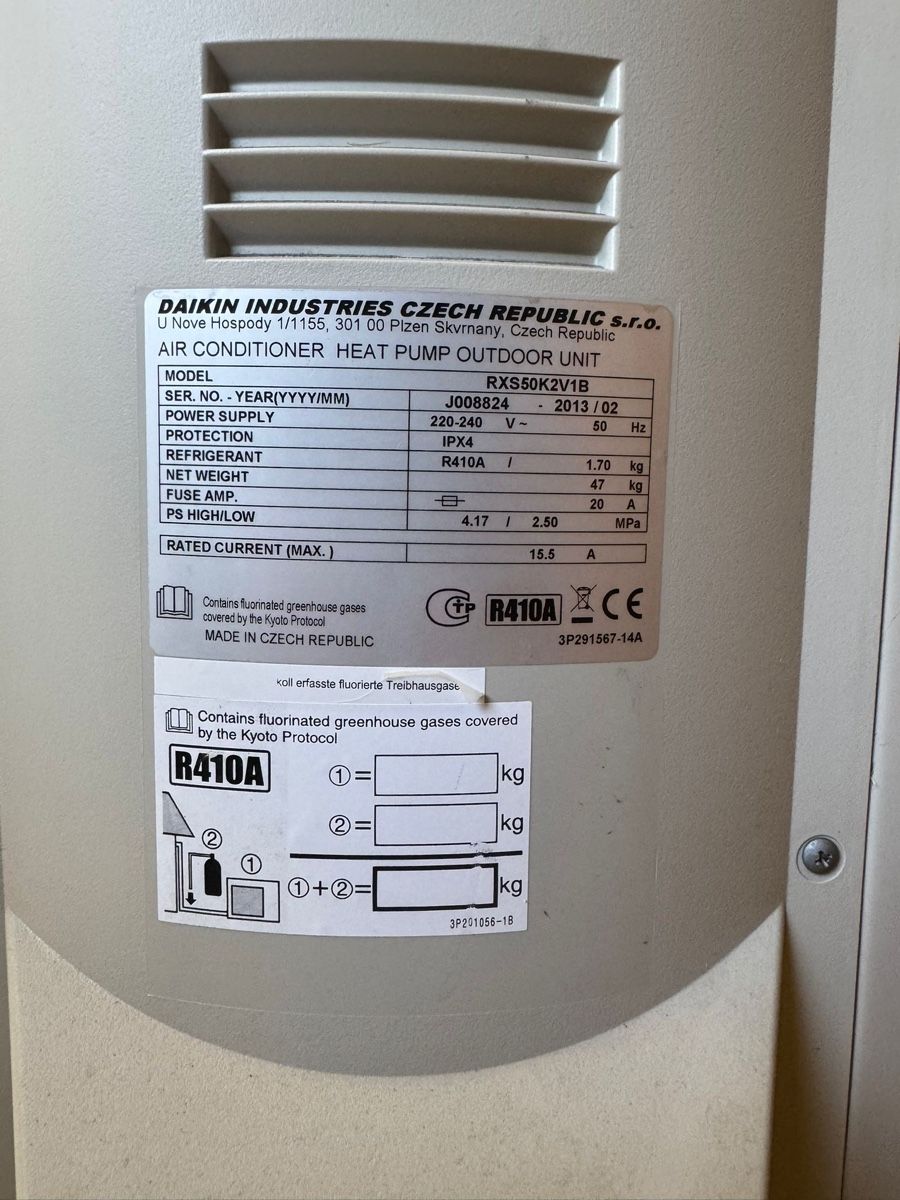 DAIKIN INDUSTRIES CZECH REPUBLIC s.r.o.
U Nove Hospody 1/1155, 301 00 Plzen Skvrnany, Czech Republic
AIR CONDITIONER HEAT PUMP OUTDOOR UNIT
MODEL RXS50K2V1B
SER. NO. - YEAR(YYYY/MM) J008824 - 2013 / 02
POWER SUPPLY 220-240 V ~ 50 Hz
PROTECTION IPX4
REFRIGERANT R410A / 1.70 kg
NET WEIGHT 47 kg
FUSE AMP. 20 A
PS HIGH/LOW 4.17 / 2.50 MPa
RATED CURRENT (MAX. ) 15.5 A
Contains fluorinated greenhouse gases
covered by the Kyoto Protocol
MADE IN CZECH REPUBLIC
R410A CE
3P291567-14A
koll erfasste fluorierte Treibhausgase
Contains fluorinated greenhouse gases covered
by the Kyoto Protocol
R410A
①= kg
②= kg
①+②= kg
②
①
3P201056-1B